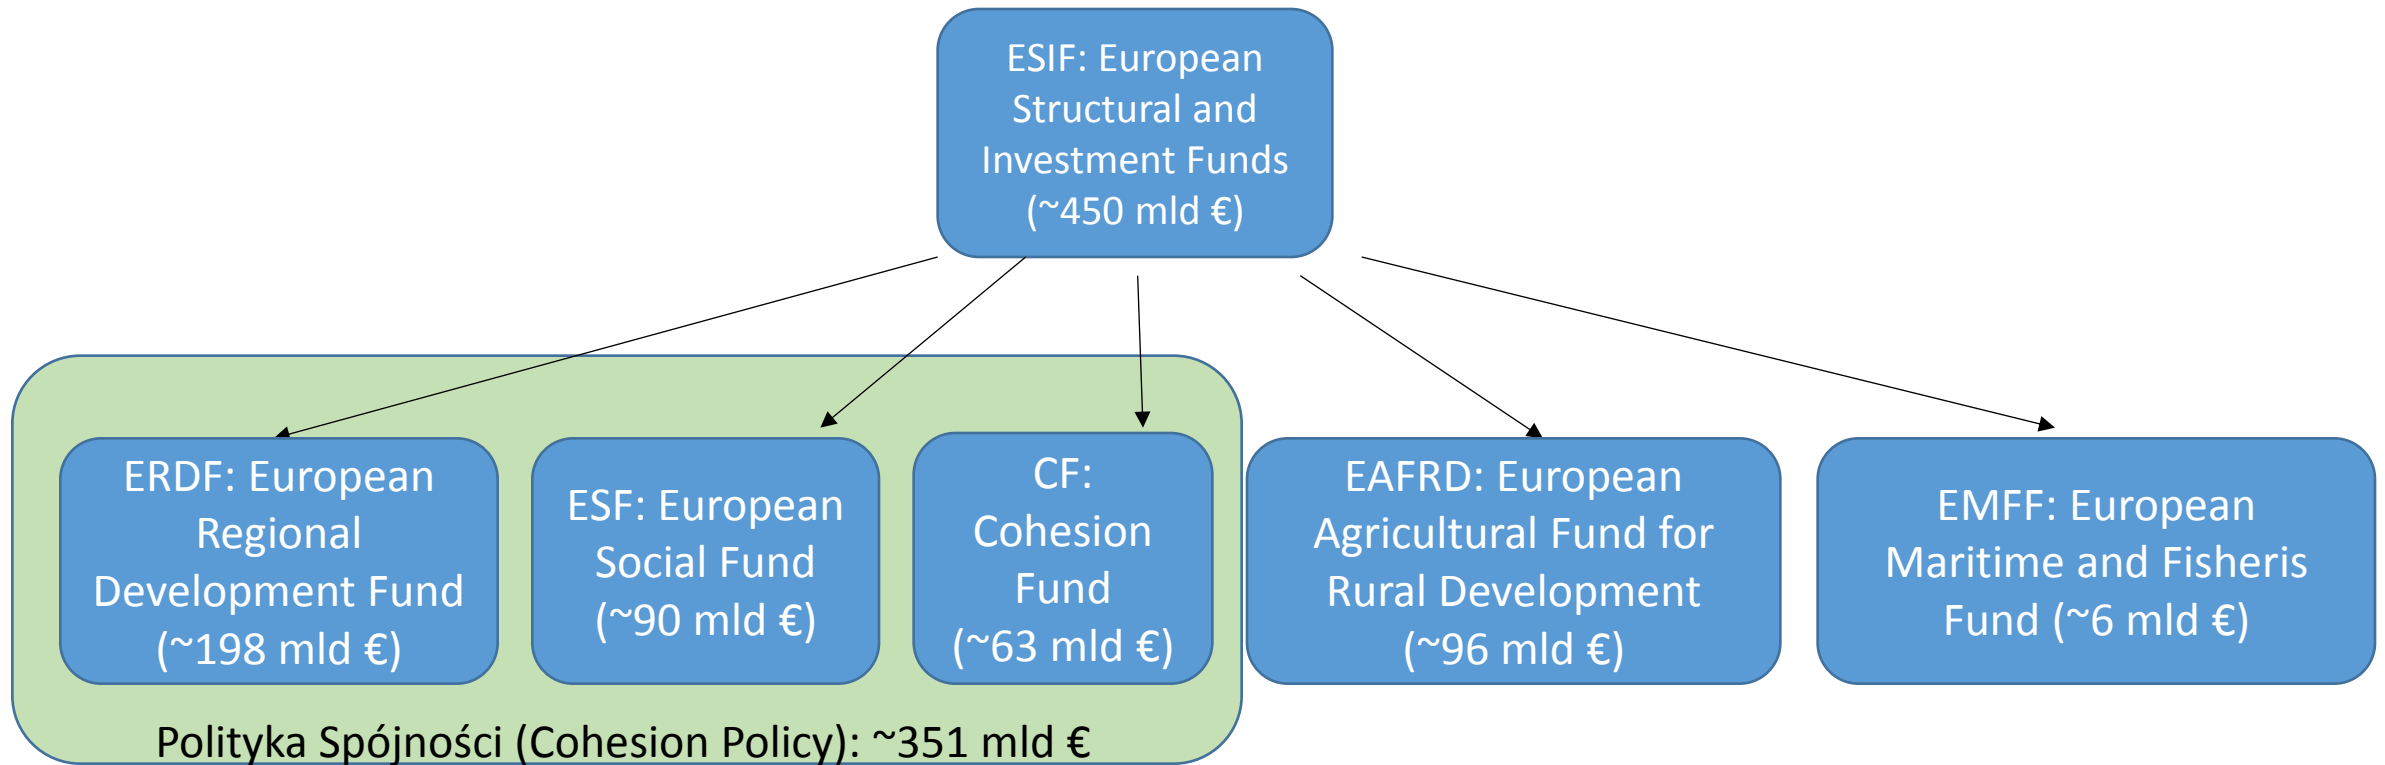 ESIF: European
Structural and
Investment Funds
(~450 mld €)
ERDF: European
Regional
Development Fund
(~198 mld €)
ESF: European
Social Fund
(~90 mld €)
CF:
Cohesion
Fund
(~63 mld €)
EAFRD: European
Agricultural Fund for
Rural Development
(~96 mld €)
EMFF: European
Maritime and Fisheris
Fund (~6 mld €)
Polityka Spójności (Cohesion Policy): ~351 mld €